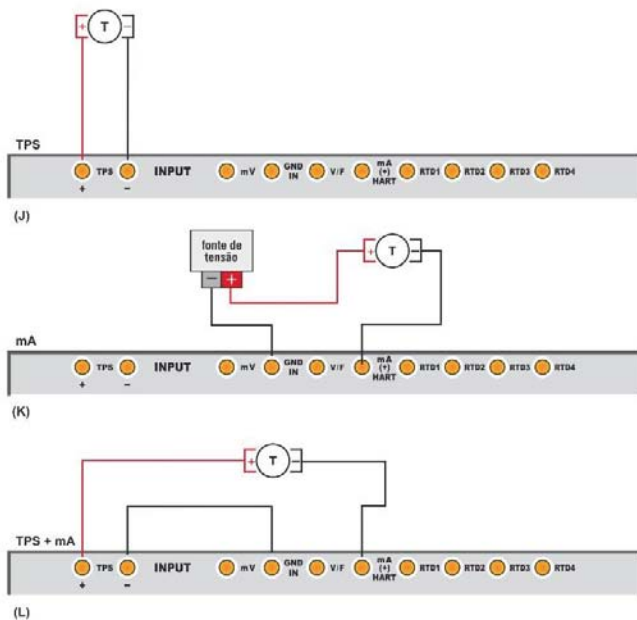 + T −
TPS
TPS INPUT mV GND IN V/F mA (+) HART RTD1 RTD2 RTD3 RTD4
+ −
(J)
fonte de
tensão
− +
+ T −
mA
TPS INPUT mV GND IN V/F mA (+) HART RTD1 RTD2 RTD3 RTD4
+ −
(K)
+ T −
TPS + mA
TPS INPUT mV GND IN V/F mA (+) HART RTD1 RTD2 RTD3 RTD4
+ −
(L)